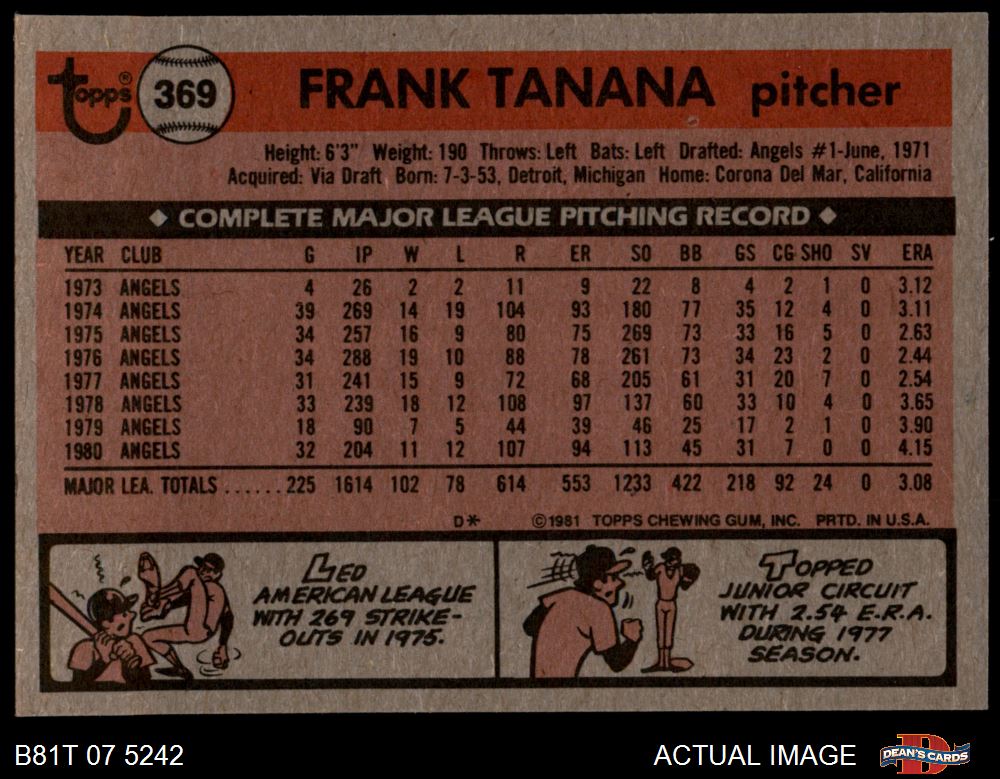 topps® 369 FRANK TANANA pitcher
Height: 6'3" Weight: 190 Throws: Left Bats: Left Drafted: Angels #1-June, 1971
Acquired: Via Draft Born: 7-3-53, Detroit, Michigan Home: Corona Del Mar, California
◆ COMPLETE MAJOR LEAGUE PITCHING RECORD ◆
YEAR CLUB G IP W L R ER SO BB GS CG SHO SV ERA
1973 ANGELS 4 26 2 2 11 9 22 8 4 2 1 0 3.12
1974 ANGELS 39 269 14 19 104 93 180 77 35 12 4 0 3.11
1975 ANGELS 34 257 16 9 80 75 269 73 33 16 5 0 2.63
1976 ANGELS 34 288 19 10 88 78 261 73 34 23 2 0 2.44
1977 ANGELS 31 241 15 9 72 68 205 61 31 20 7 0 2.54
1978 ANGELS 33 239 18 12 108 97 137 60 33 10 4 0 3.65
1979 ANGELS 18 90 7 5 44 39 46 25 17 2 1 0 3.90
1980 ANGELS 32 204 11 12 107 94 113 45 31 7 0 0 4.15
MAJOR LEA. TOTALS ......225 1614 102 78 614 553 1233 422 218 92 24 0 3.08
D* ©1981 TOPPS CHEWING GUM, INC. PRTD. IN U.S.A.
LED
AMERICAN LEAGUE
WITH 269 STRIKE-
OUTS IN 1975.
TOPPED
JUNIOR CIRCUIT
WITH 2.54 E.R.A.
DURING 1977
SEASON.
B81T 07 5242 ACTUAL IMAGE DEAN'S CARDS